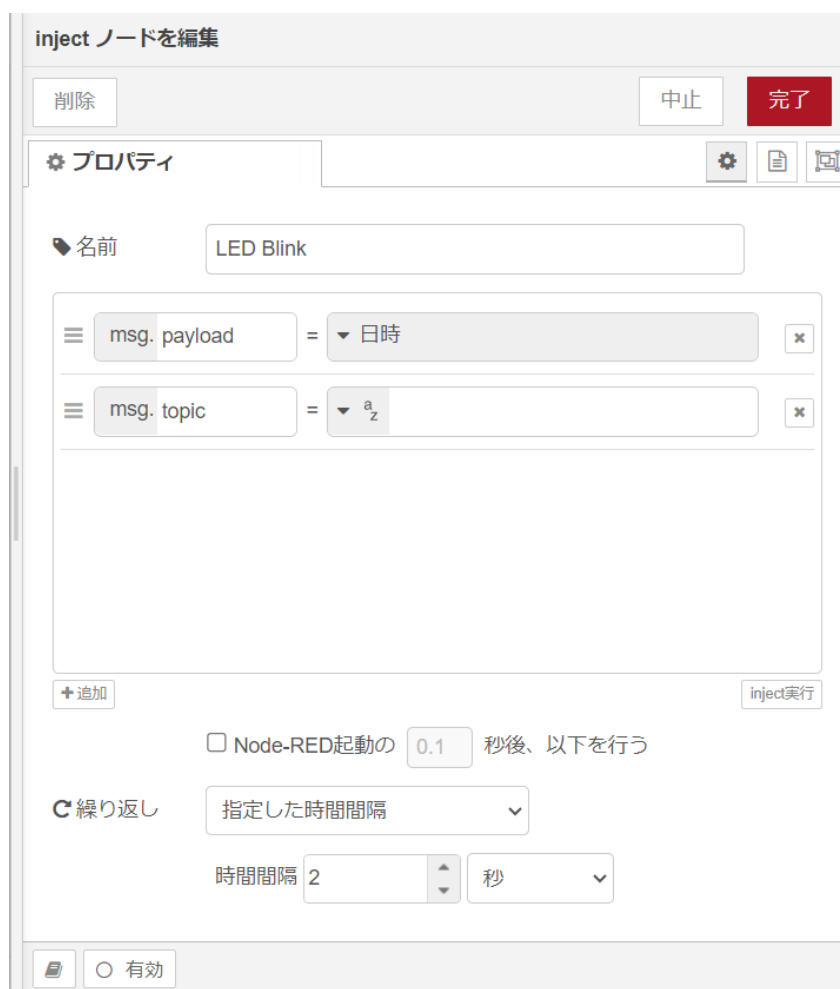 inject ノードを編集
削除 中止 完了
プロパティ
名前 LED Blink
msg. payload = 日時
msg. topic = az
追加 inject実行
Node-RED起動の 0.1 秒後、以下を行う
繰り返し 指定した時間間隔
時間間隔 2 秒
有効